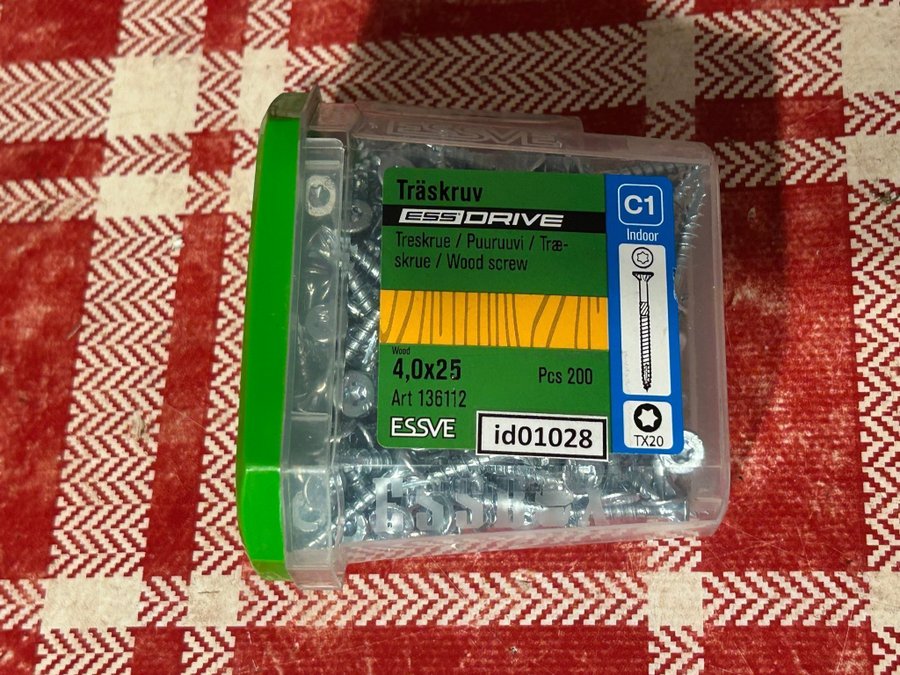 ESSVE
Träskruv
ESSDRIVE
Treskrue / Puuruuvi / Træ-
skrue / Wood screw
Wood
4,0x25
Pcs 200
Art 136112
ESSVE
id01028
C1
Indoor
TX20
ESSBOX